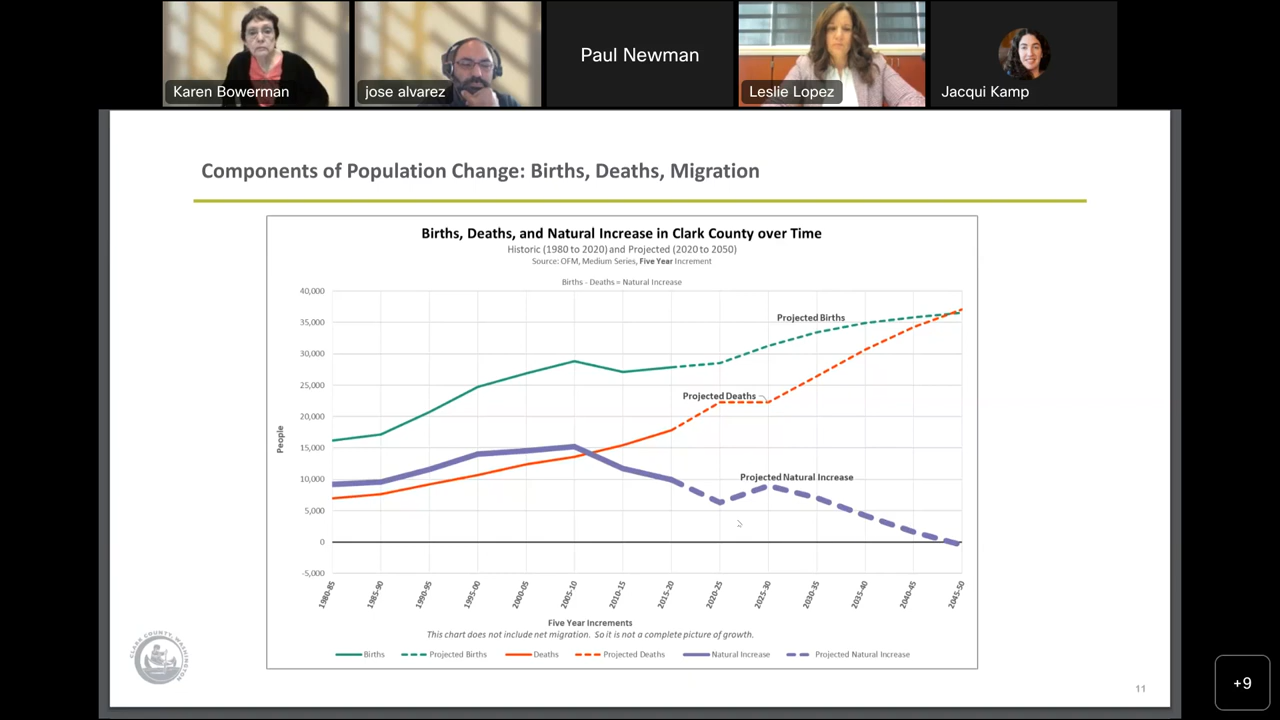 Karen Bowerman
jose alvarez
Paul Newman
Leslie Lopez
Jacqui Kamp
Components of Population Change: Births, Deaths, Migration
Births, Deaths, and Natural Increase in Clark County over Time
Historic (1980 to 2020) and Projected (2020 to 2050)
Source: OFM, Medium Series, Five Year Increment
Births - Deaths = Natural Increase
40,000
35,000
30,000
25,000
20,000
15,000
10,000
5,000
0
-5,000
People
Projected Births
Projected Deaths
Projected Natural Increase
1980-85
1985-90
1990-95
1995-00
2000-05
2005-10
2010-15
2015-20
2020-25
2025-30
2030-35
2035-40
2040-45
2045-50
Five Year Increments
This chart does not include net migration. So it is not a complete picture of growth.
Births Projected Births Deaths Projected Deaths Natural Increase Projected Natural Increase
CLARK COUNTY, WASHINGTON
11
+9